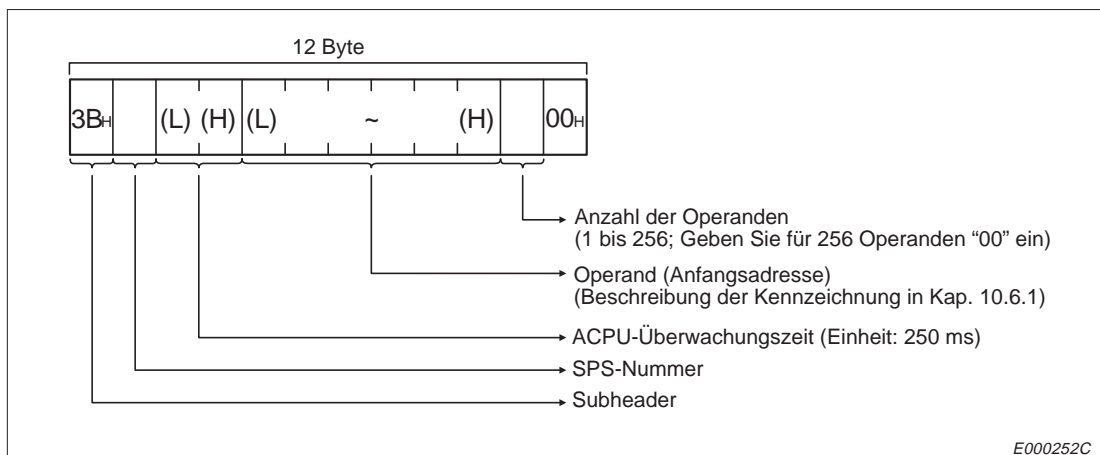 12 Byte
3BH (L) (H) (L) ~ (H) 00H
Anzahl der Operanden
(1 bis 256; Geben Sie für 256 Operanden “00” ein)
Operand (Anfangsadresse)
(Beschreibung der Kennzeichnung in Kap. 10.6.1)
ACPU-Überwachungszeit (Einheit: 250 ms)
SPS-Nummer
Subheader
E000252C